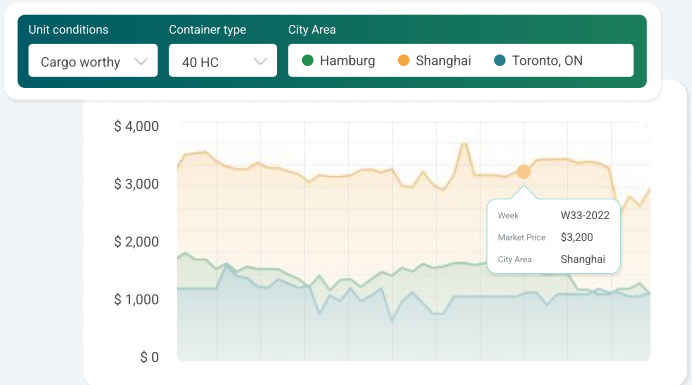 Unit conditions
Container type
City Area
Cargo worthy
40 HC
Hamburg
Shanghai
Toronto, ON
$ 4,000
$ 3,000
$ 2,000
$ 1,000
$ 0
Week W33-2022
Market Price $3,200
City Area Shanghai